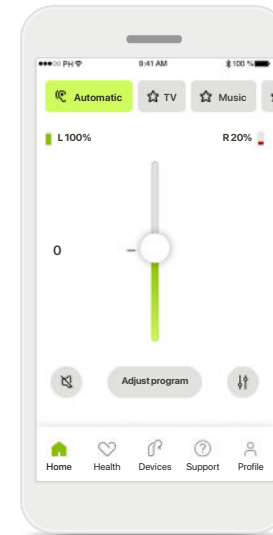 PH 9:41 AM 100 %
Automatic TV Music
L 100% R 20%
0
Adjust program
Home Health Devices Support Profile